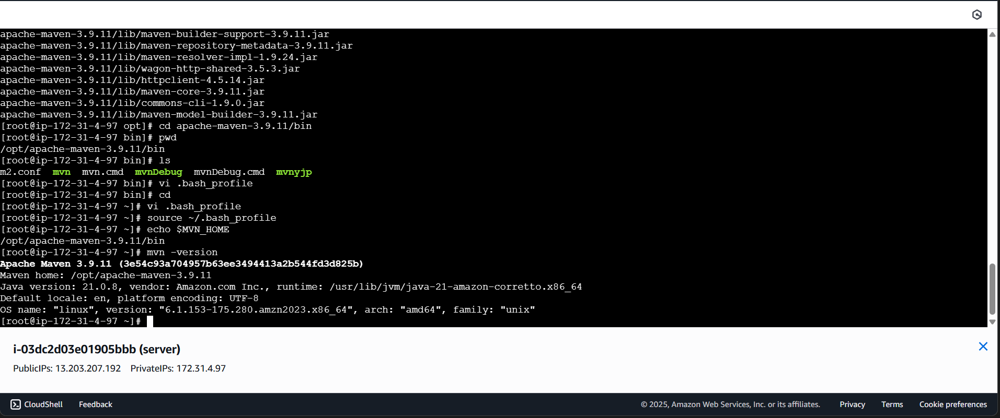 apache-maven-3.9.11/lib/maven-builder-support-3.9.11.jar
apache-maven-3.9.11/lib/maven-repository-metadata-3.9.11.jar
apache-maven-3.9.11/lib/maven-resolver-impl-1.9.24.jar
apache-maven-3.9.11/lib/wagon-http-shared-3.5.3.jar
apache-maven-3.9.11/lib/httpclient-4.5.14.jar
apache-maven-3.9.11/lib/maven-core-3.9.11.jar
apache-maven-3.9.11/lib/commons-cli-1.9.0.jar
apache-maven-3.9.11/lib/maven-model-builder-3.9.11.jar
[root@ip-172-31-4-97 opt]# cd apache-maven-3.9.11/bin
[root@ip-172-31-4-97 bin]# pwd
/opt/apache-maven-3.9.11/bin
[root@ip-172-31-4-97 bin]# ls
m2.conf  mvn  mvn.cmd  mvnDebug  mvnDebug.cmd  mvnyjp
[root@ip-172-31-4-97 bin]# vi .bash_profile
[root@ip-172-31-4-97 bin]# cd
[root@ip-172-31-4-97 ~]# vi .bash_profile
[root@ip-172-31-4-97 ~]# source ~/.bash_profile
[root@ip-172-31-4-97 ~]# echo $MVN_HOME
/opt/apache-maven-3.9.11/bin
[root@ip-172-31-4-97 ~]# mvn -version
Apache Maven 3.9.11 (3e54c93a704957b63ee3494413a2b544fd3d825b)
Maven home: /opt/apache-maven-3.9.11
Java version: 21.0.8, vendor: Amazon.com Inc., runtime: /usr/lib/jvm/java-21-amazon-corretto.x86_64
Default locale: en, platform encoding: UTF-8
OS name: "linux", version: "6.1.153-175.280.amzn2023.x86_64", arch: "amd64", family: "unix"
[root@ip-172-31-4-97 ~]#
i-03dc2d03e01905bbb (server)
PublicIPs: 13.203.207.192 PrivateIPs: 172.31.4.97
CloudShell Feedback © 2025, Amazon Web Services, Inc. or its affiliates. Privacy Terms Cookie preferences